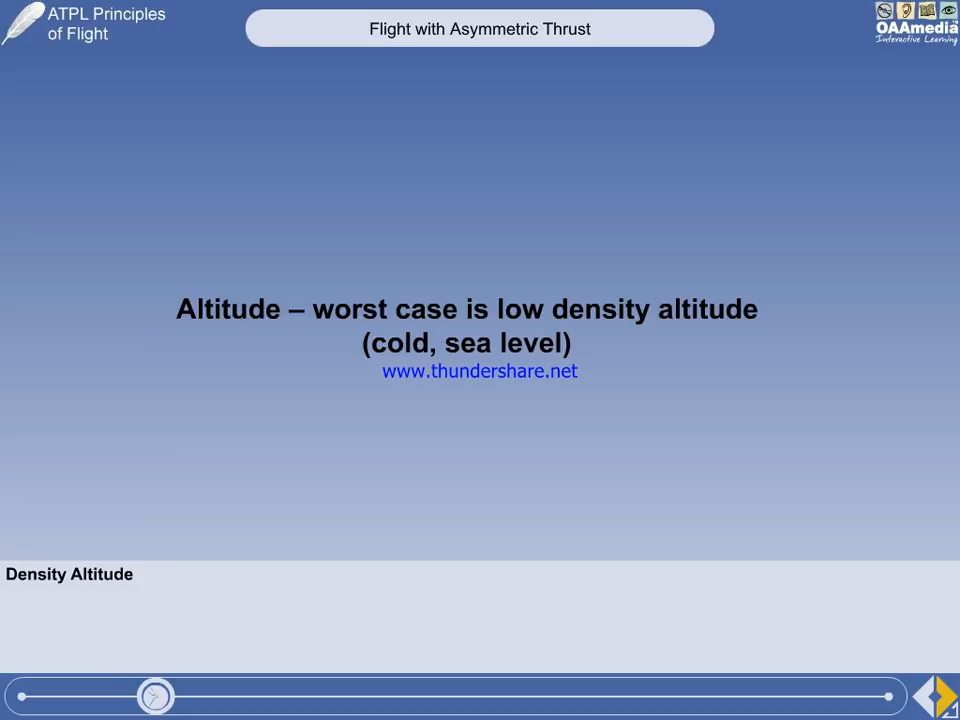 ATPL Principles
of Flight
Flight with Asymmetric Thrust
OAAmedia
Interactive Learning
Altitude – worst case is low density altitude
(cold, sea level)
www.thundershare.net
Density Altitude